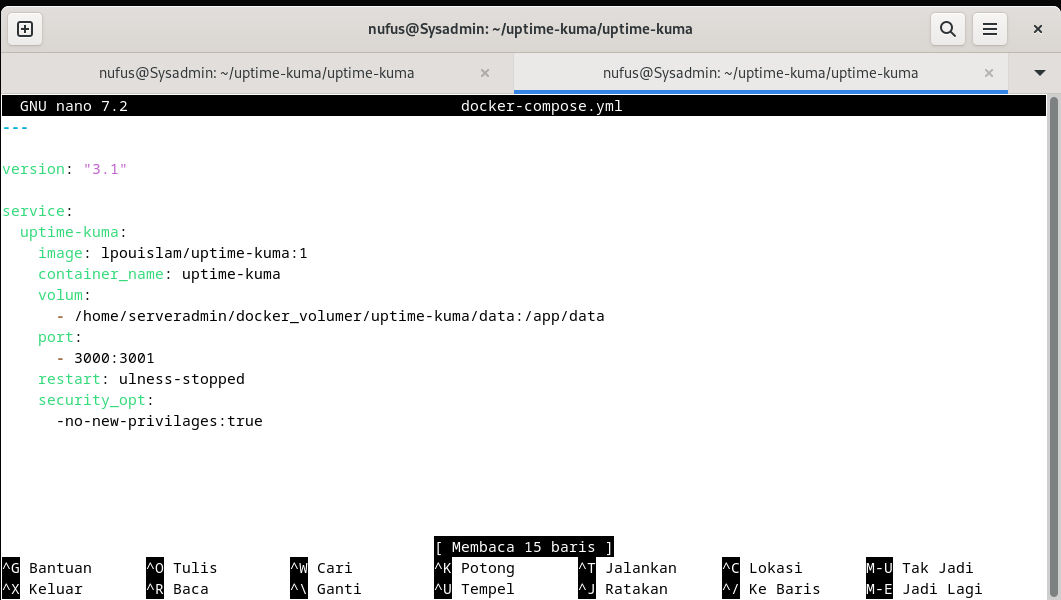 nufus@Sysadmin: ~/uptime-kuma/uptime-kuma
nufus@Sysadmin: ~/uptime-kuma/uptime-kuma × nufus@Sysadmin: ~/uptime-kuma/uptime-kuma ×
GNU nano 7.2 docker-compose.yml
---
version: "3.1"
service:
  uptime-kuma:
    image: lpouislam/uptime-kuma:1
    container_name: uptime-kuma
    volum:
      - /home/serveradmin/docker_volumer/uptime-kuma/data:/app/data
    port:
      - 3000:3001
    restart: ulness-stopped
    security_opt:
      -no-new-privilages:true
[ Membaca 15 baris ]
^G Bantuan ^O Tulis ^W Cari ^K Potong ^T Jalankan ^C Lokasi M-U Tak Jadi
^X Keluar ^R Baca ^\ Ganti ^U Tempel ^J Ratakan ^/ Ke Baris M-E Jadi Lagi